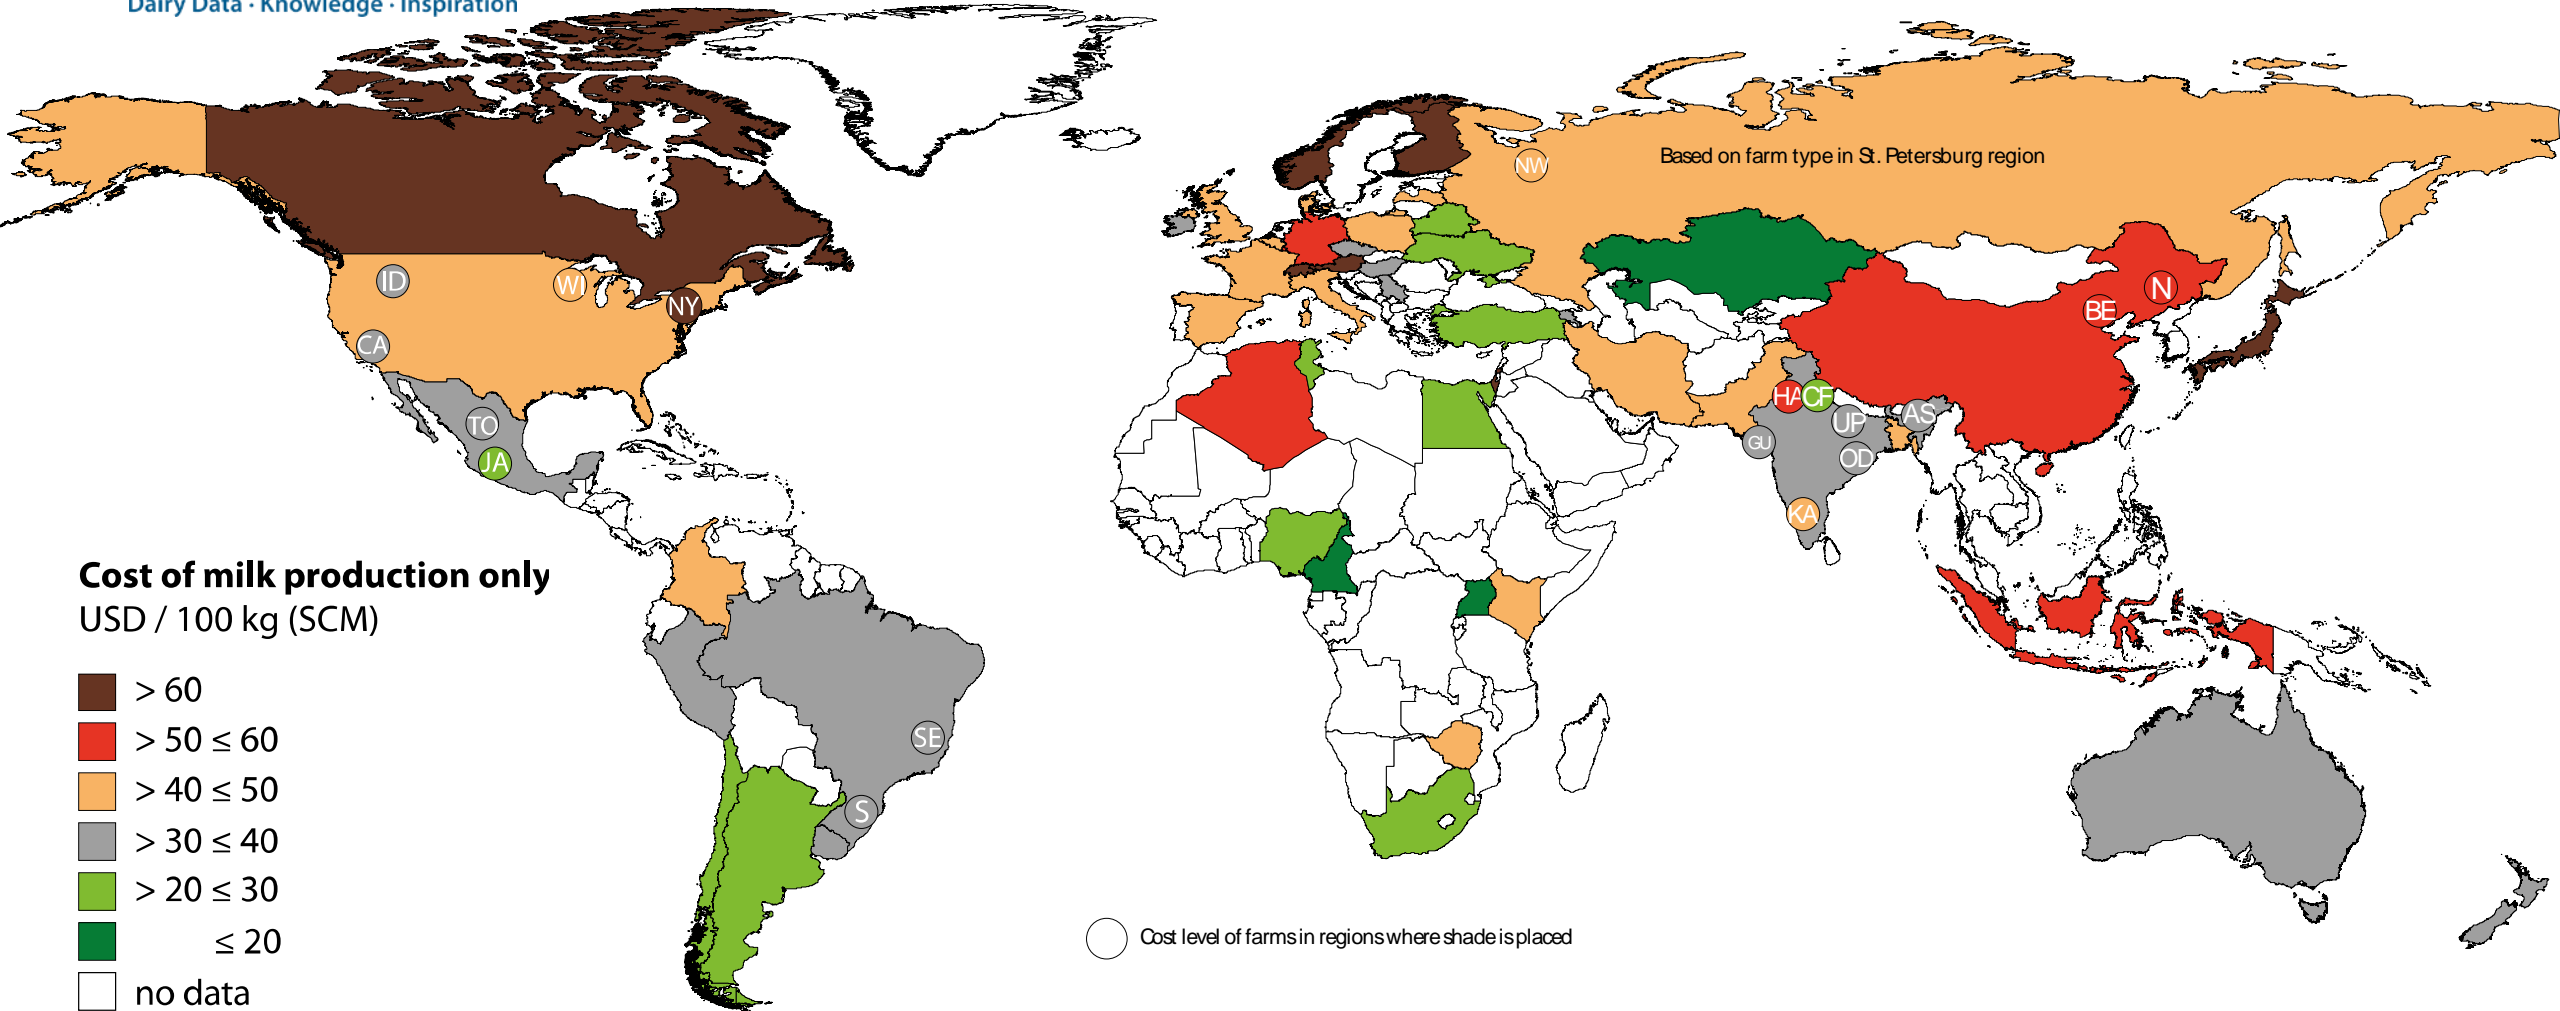 Dairy Data · Knowledge · Inspiration
Based on farm type in St. Petersburg region
NW
ID
WI
NY
CA
TO
JA
N
BE
HA
CF
UP
AS
GU
OD
KA
SE
S
Cost of milk production only
USD / 100 kg (SCM)
> 60
> 50 ≤ 60
> 40 ≤ 50
> 30 ≤ 40
> 20 ≤ 30
≤ 20
no data
Cost level of farms in regions where shade is placed